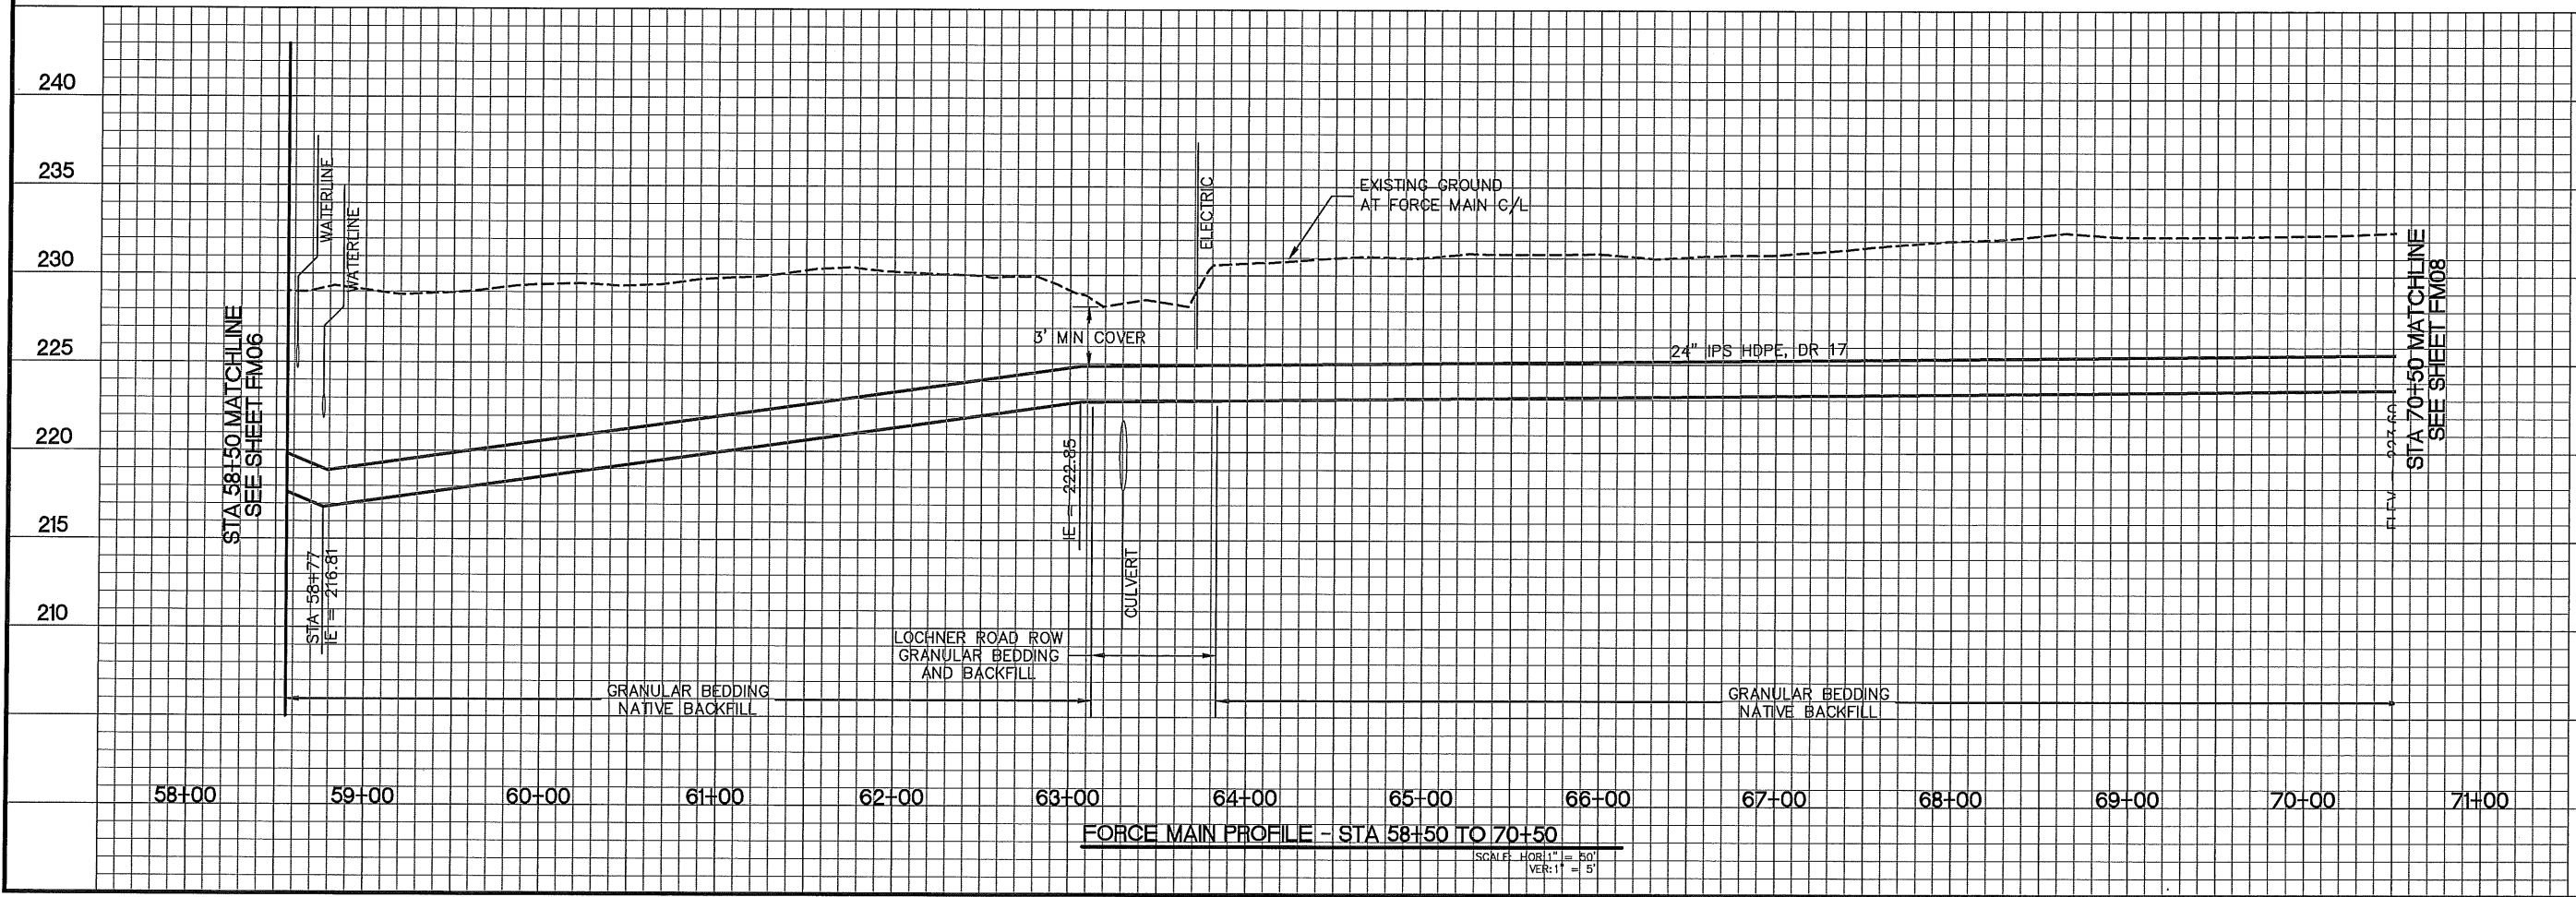 240
235
230
225
220
215
210
STA 58+50 MATCHLINE
SEE SHEET FM06
WATERLINE
WATERLINE
STA 58+77
IE = 216.81
3' MIN COVER
ELECTRIC
EXISTING GROUND
AT FORCE MAIN C/L
24" IPS HDPE, DR 17
IE = 222.85
CULVERT
LOCHNER ROAD ROW
GRANULAR BEDDING
AND BACKFILL
GRANULAR BEDDING
NATIVE BACKFILL
GRANULAR BEDDING
NATIVE BACKFILL
STA 70+50 MATCHLINE
SEE SHEET FM08
58+00 59+00 60+00 61+00 62+00 63+00 64+00 65+00 66+00 67+00 68+00 69+00 70+00 71+00
FORCE MAIN PROFILE - STA 58+50 TO 70+50
SCALE: HOR:1" = 50'
VER:1" = 5'